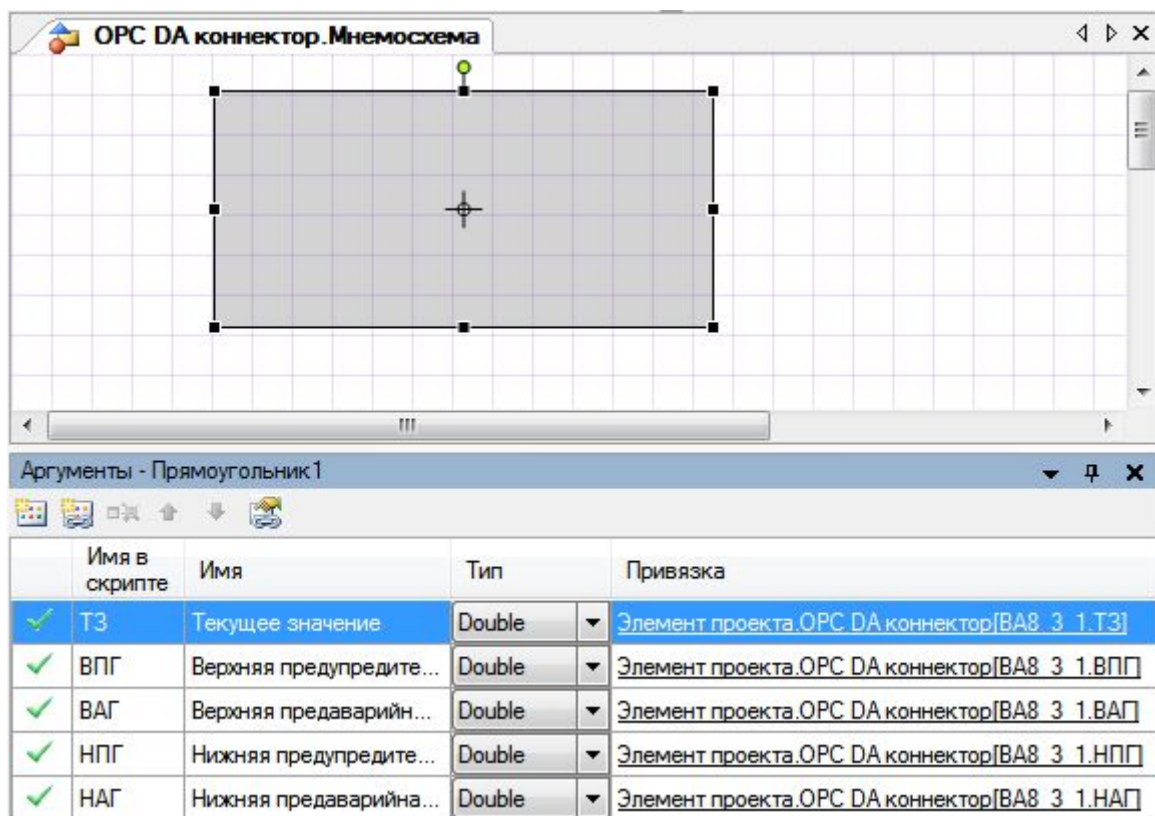 OPC DA коннектор.Мнемосхема
Аргументы - Прямоугольник1
Имя в скрипте Имя Тип Привязка
ТЗ Текущее значение Double Элемент проекта.OPC DA коннектор[BA8_3_1.ТЗ]
ВПГ Верхняя предупредите... Double Элемент проекта.OPC DA коннектор[BA8_3_1.ВПГ]
ВАГ Верхняя предаварийн... Double Элемент проекта.OPC DA коннектор[BA8_3_1.ВАГ]
НПГ Нижняя предупредите... Double Элемент проекта.OPC DA коннектор[BA8_3_1.НПГ]
НАГ Нижняя предаварийна... Double Элемент проекта.OPC DA коннектор[BA8_3_1.НАГ]